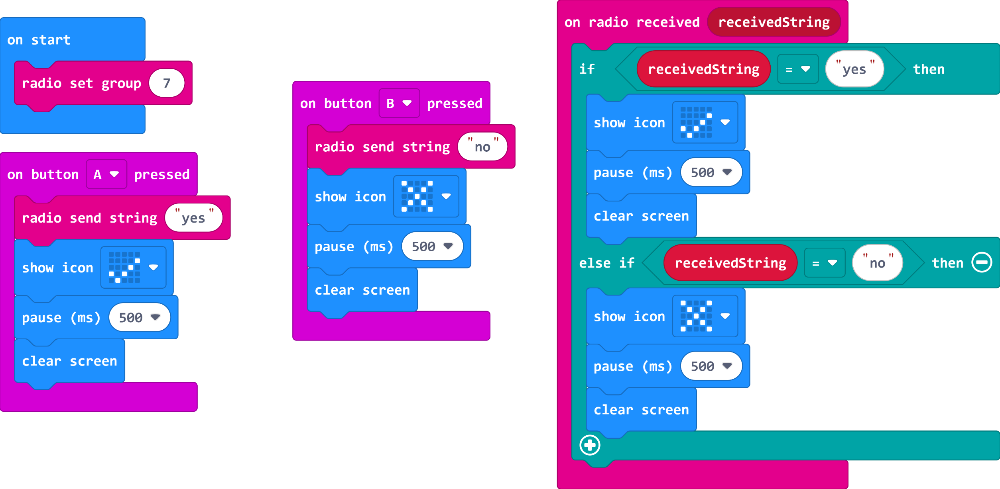 on start
radio set group 7
on button A pressed
radio send string "yes"
show icon
pause (ms) 500
clear screen
on button B pressed
radio send string "no"
show icon
pause (ms) 500
clear screen
on radio received receivedString
if receivedString = "yes" then
show icon
pause (ms) 500
clear screen
else if receivedString = "no" then
show icon
pause (ms) 500
clear screen